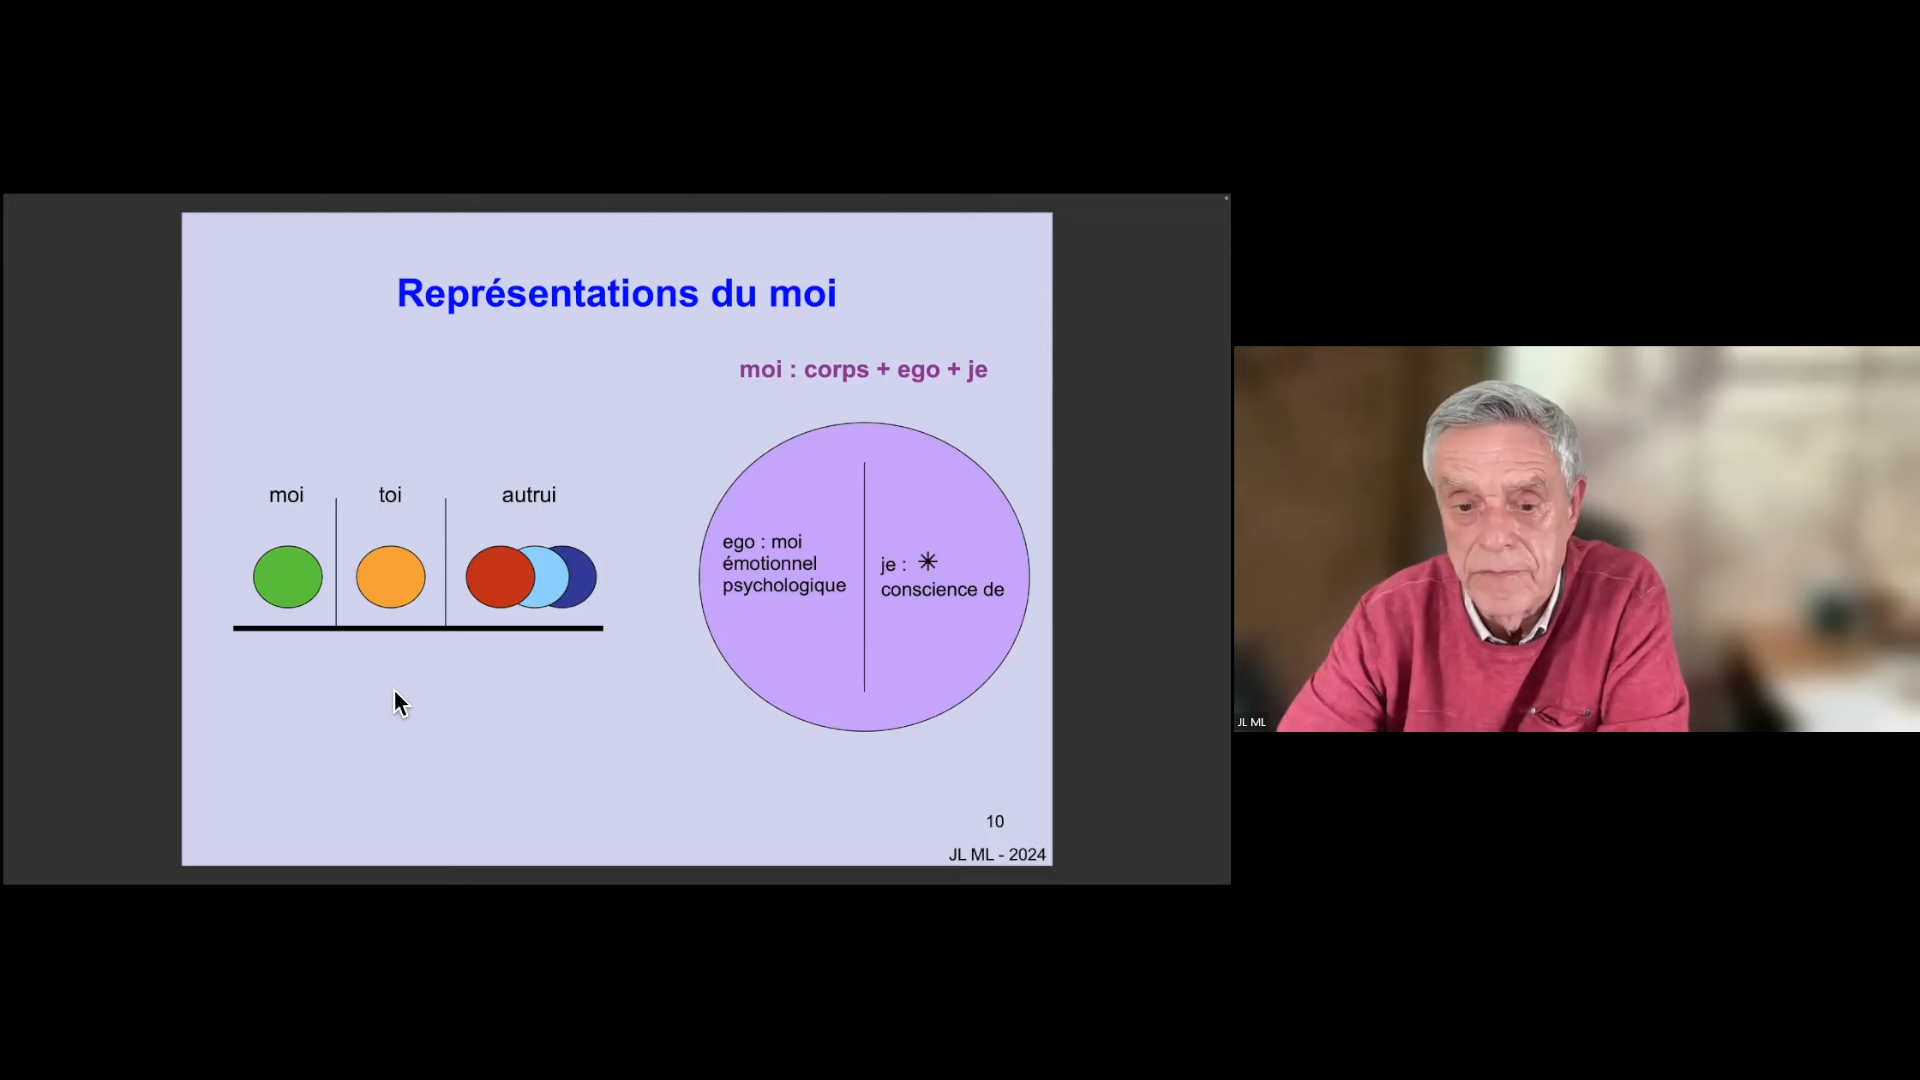 Représentations du moi
moi : corps + ego + je
moi
toi
autrui
ego : moi
émotionnel
psychologique
je : ✳
conscience de
10
JL ML - 2024
JL ML